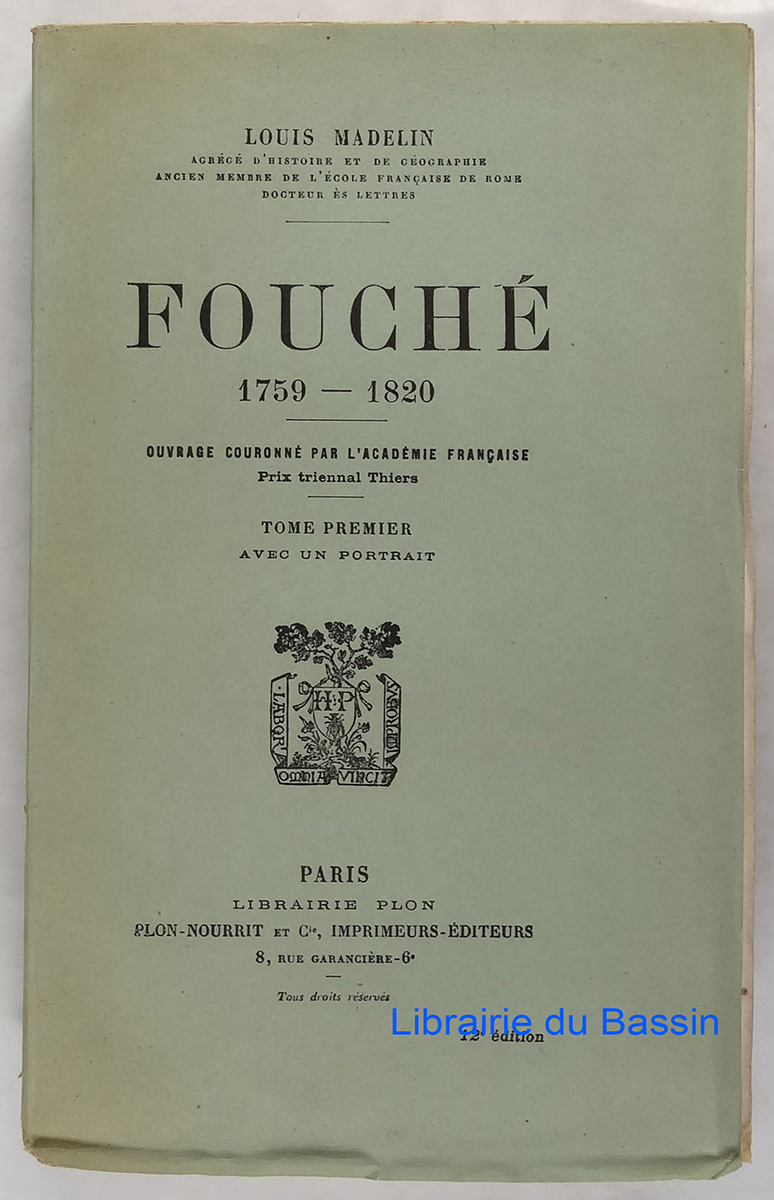 LOUIS MADELIN
AGRÉGÉ D'HISTOIRE ET DE GÉOGRAPHIE
ANCIEN MEMBRE DE L'ÉCOLE FRANÇAISE DE ROME
DOCTEUR ÈS LETTRES
FOUCHÉ
1759 — 1820
OUVRAGE COURONNÉ PAR L'ACADÉMIE FRANÇAISE
Prix triennal Thiers
TOME PREMIER
AVEC UN PORTRAIT
H P
LABOR
OMNIA VINCIT
PARIS
LIBRAIRIE PLON
PLON-NOURRIT ET Cie, IMPRIMEURS-ÉDITEURS
8, RUE GARANCIÈRE-6e
Tous droits réservés
Librairie du Bassin
12e édition